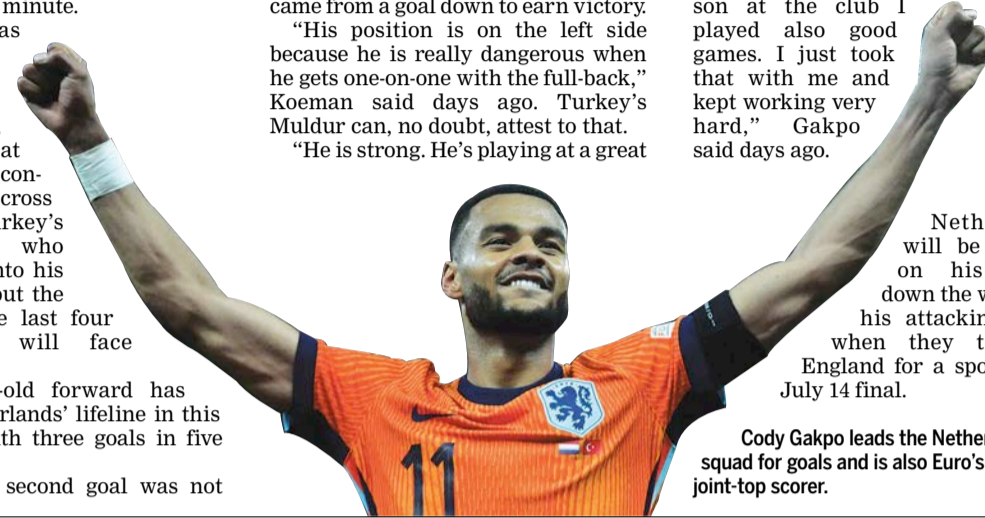 minute.
as
at
con-
cross
rkey's
who
nto his
out the
e last four
will face
-old forward has
rlands' lifeline in this
th three goals in five
second goal was not
came from a goal down to earn victory.
“His position is on the left side
because he is really dangerous when
he gets one-on-one with the full-back,”
Koeman said days ago. Turkey’s
Muldur can, no doubt, attest to that.
“He is strong. He’s playing at a great
11
son at the club I
played also good
games. I just took
that with me and
kept working very
hard,” Gakpo
said days ago.
Neth
will be
on his
down the w
his attackin
when they t
England for a spo
July 14 final.
Cody Gakpo leads the Nether
squad for goals and is also Euro’s
joint-top scorer.